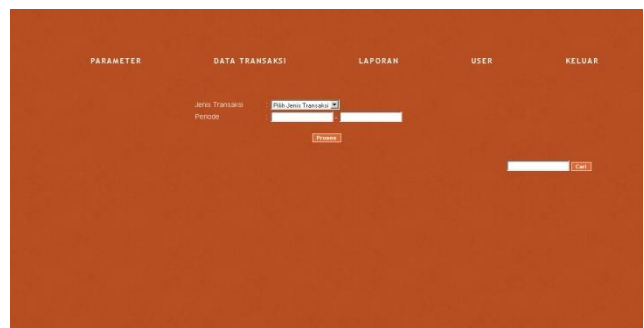 PARAMETER DATA TRANSAKSI LAPORAN USER KELUAR
Jenis Transaksi : Pilih Jenis Transaksi
Periode : -
Proses
Cari